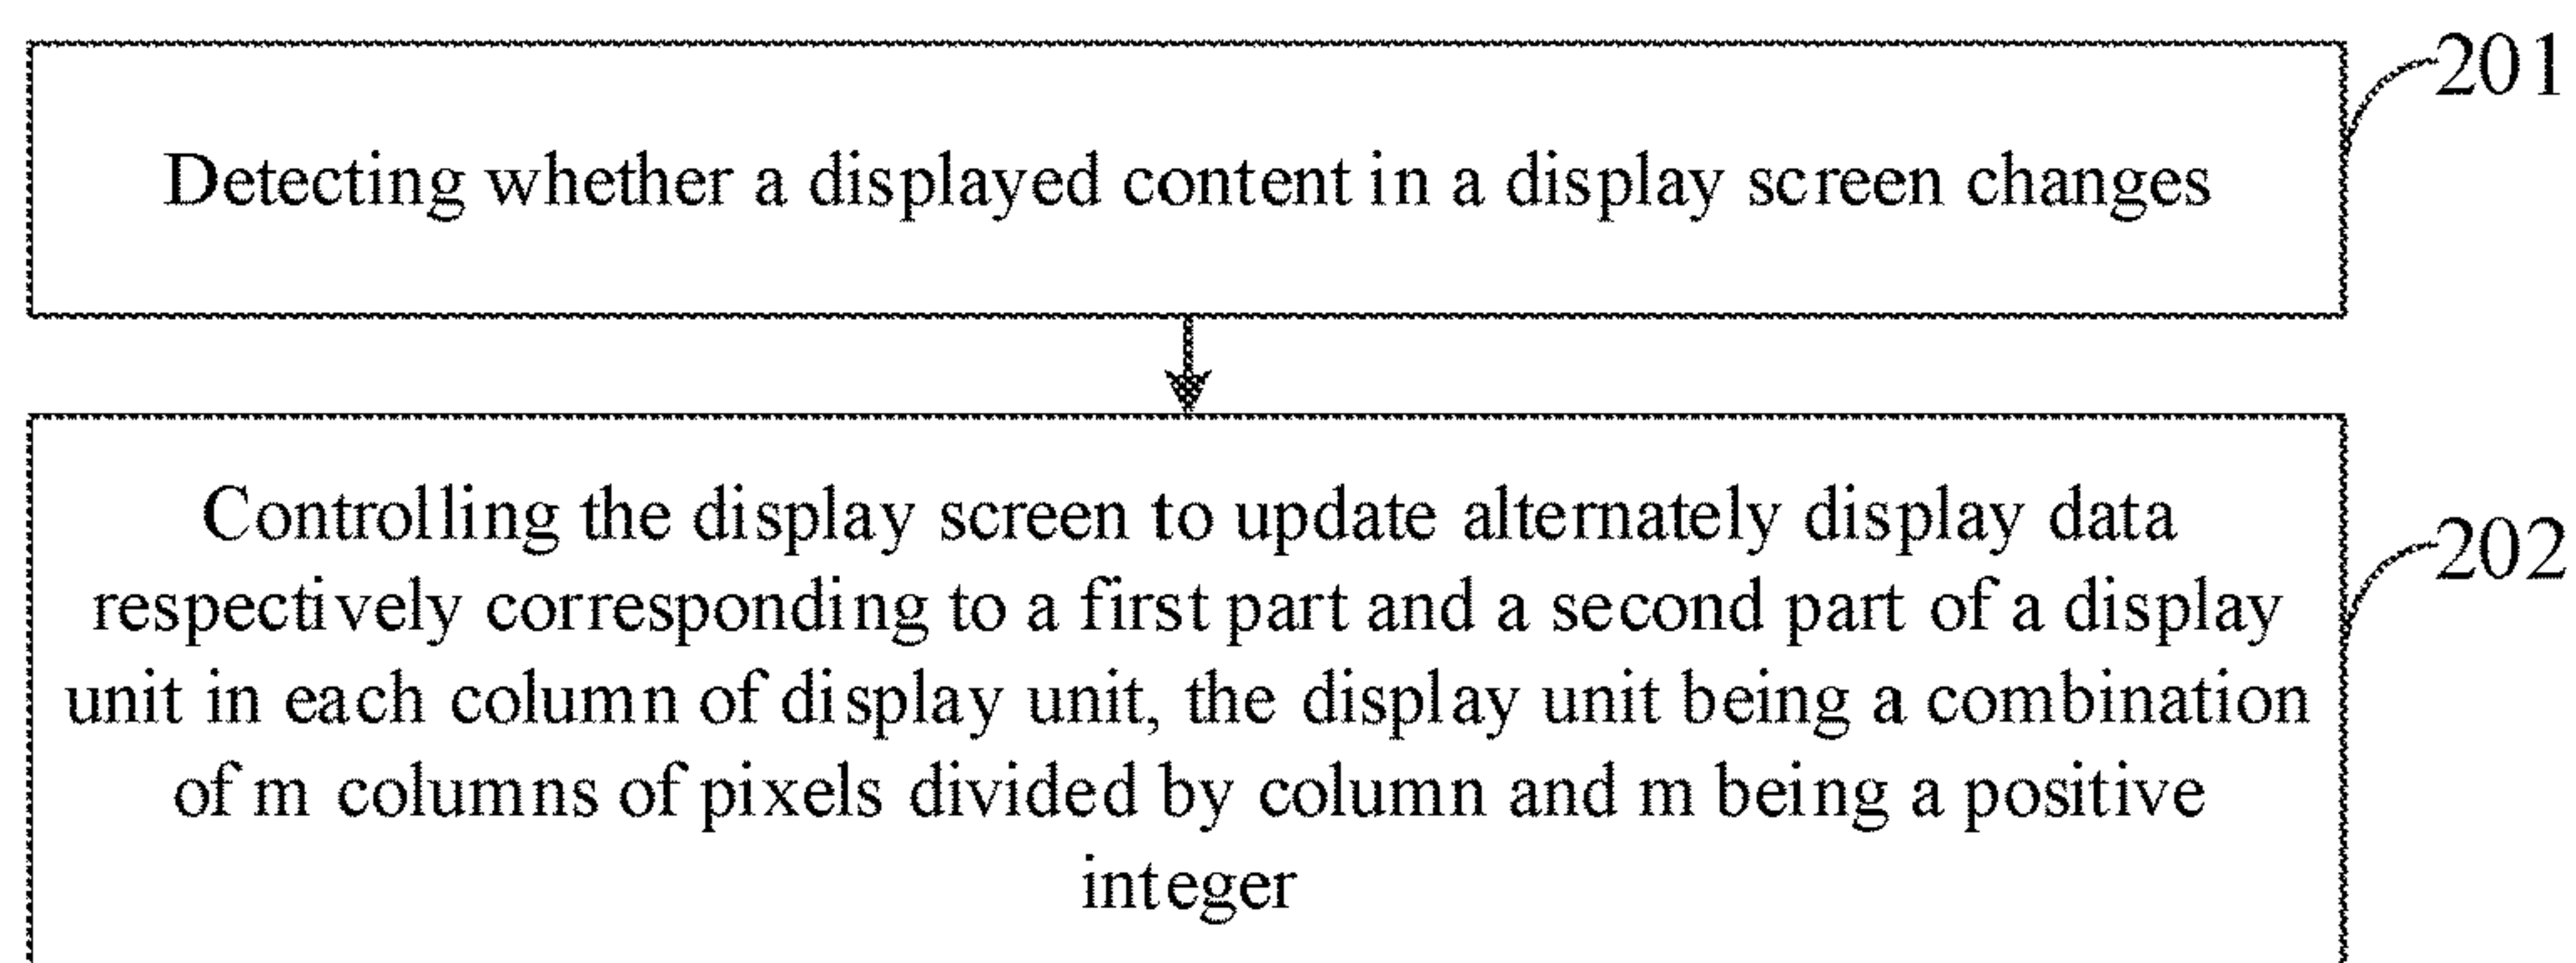 201
Detecting whether a displayed content in a display screen changes
Controlling the display screen to update alternately display data
202
respectively corresponding to a first part and a second part of a display
unit in each column of display unit, the display unit being a combination
of m columns of pixels divided by column and m being a positive
integer